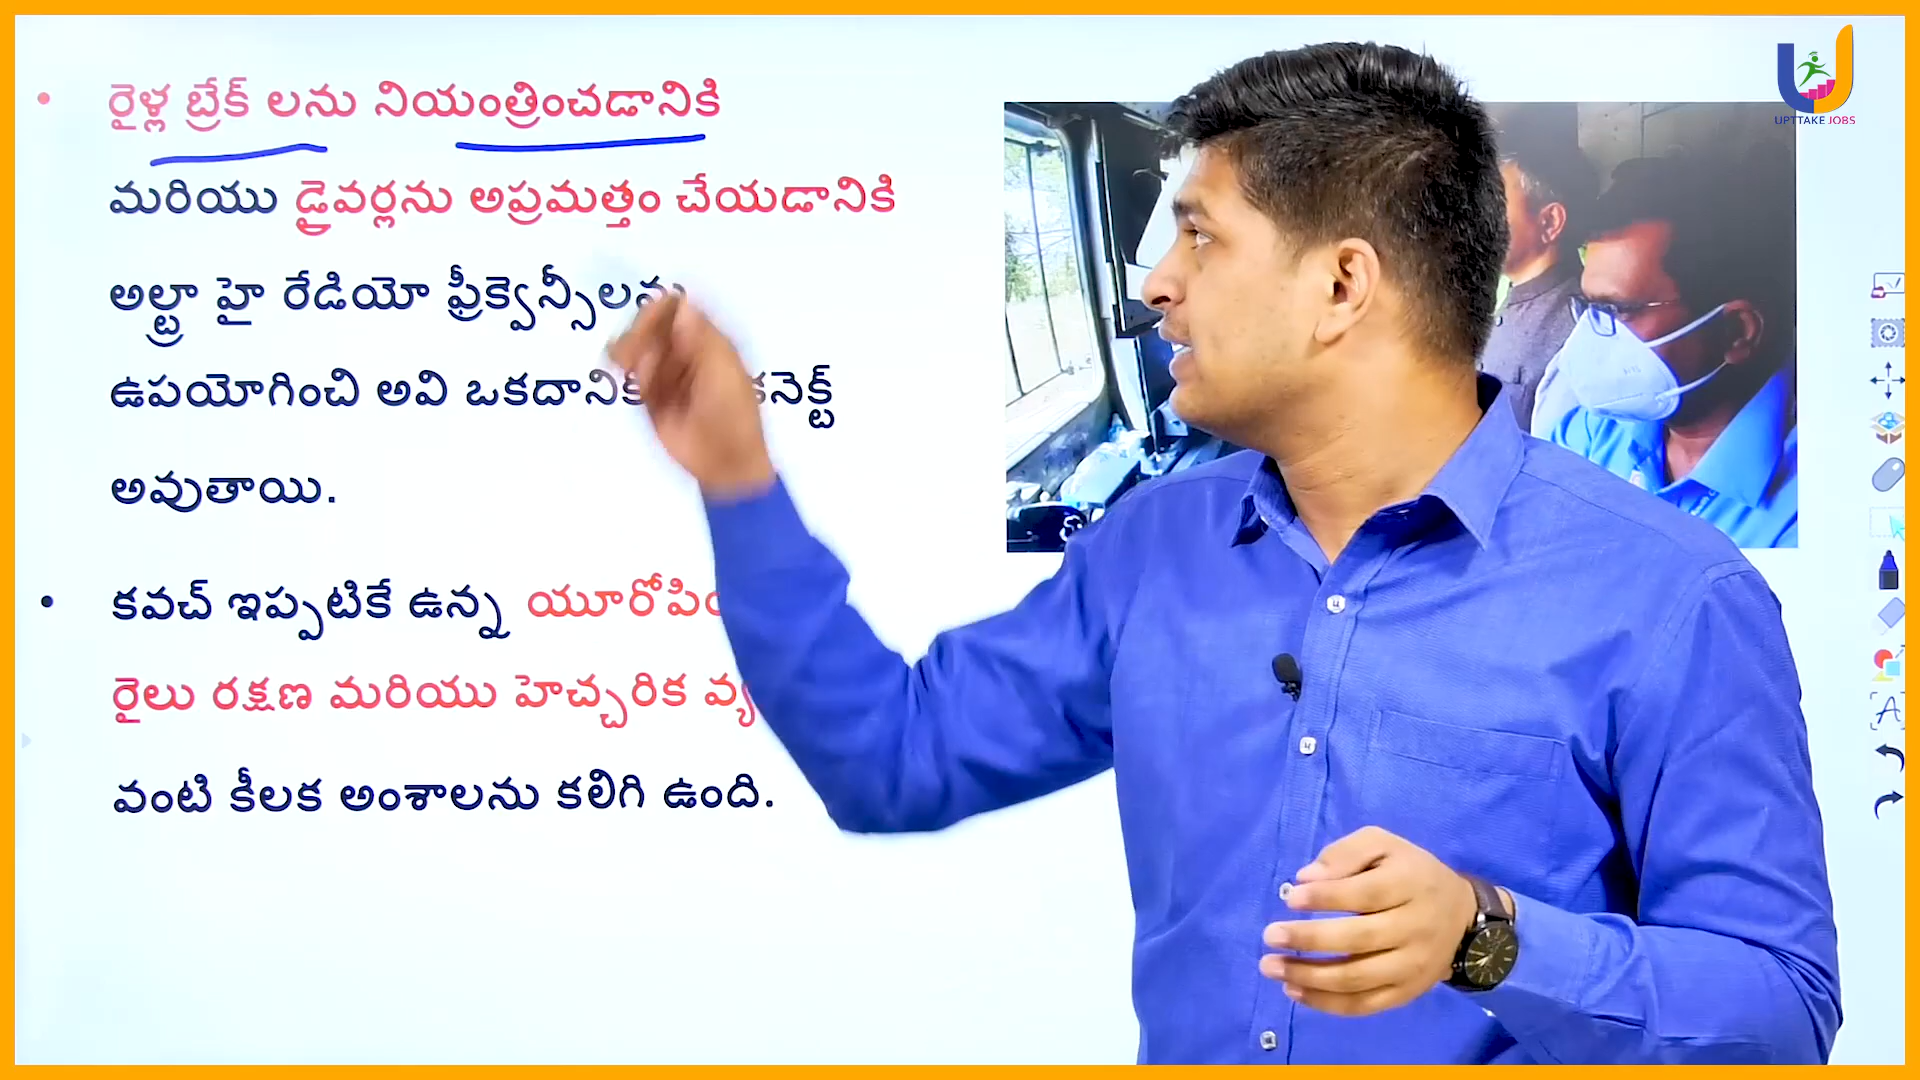 • రైళ్ల బ్రేక్ లను నియంత్రించడానికి
మరియు డ్రైవర్లను అప్రమత్తం చేయడానికి
అల్ట్రా హై రేడియో ఫ్రీక్వెన్సీలను
ఉపయోగించి అవి ఒకదానికి
అవుతాయి.
• కవచ్ ఇప్పటికే ఉన్న
రైలు రక్షణ మరియు హెచ్చరిక
వంటి కీలక అంశాలను కలిగి ఉంది.
UPTTAKE JOBS